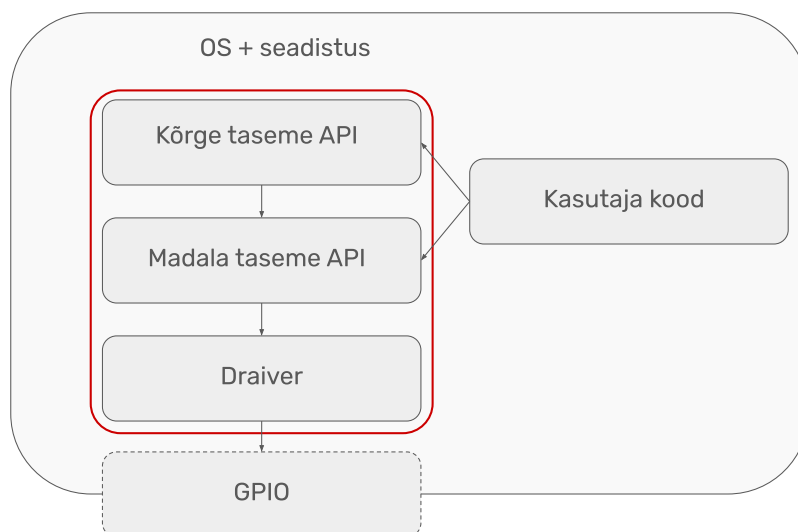 OS + seadistus
Kõrge taseme API
Kasutaja kood
Madala taseme API
Draiver
GPIO